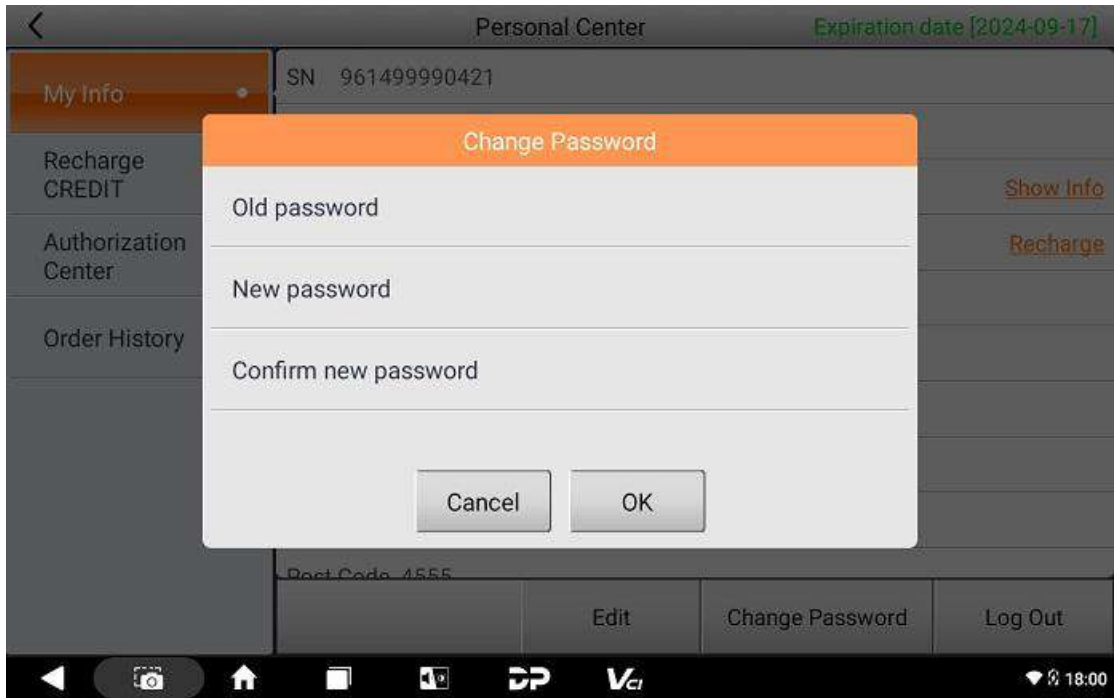 Personal Center
Expiration date [2024-09-17]
My Info
SN 961499990421
Recharge
CREDIT
Authorization
Center
Order History
Show Info
Recharge
Change Password
Old password
New password
Confirm new password
Cancel
OK
Post Code 4555
Edit
Change Password
Log Out
DP
VCI
18:00